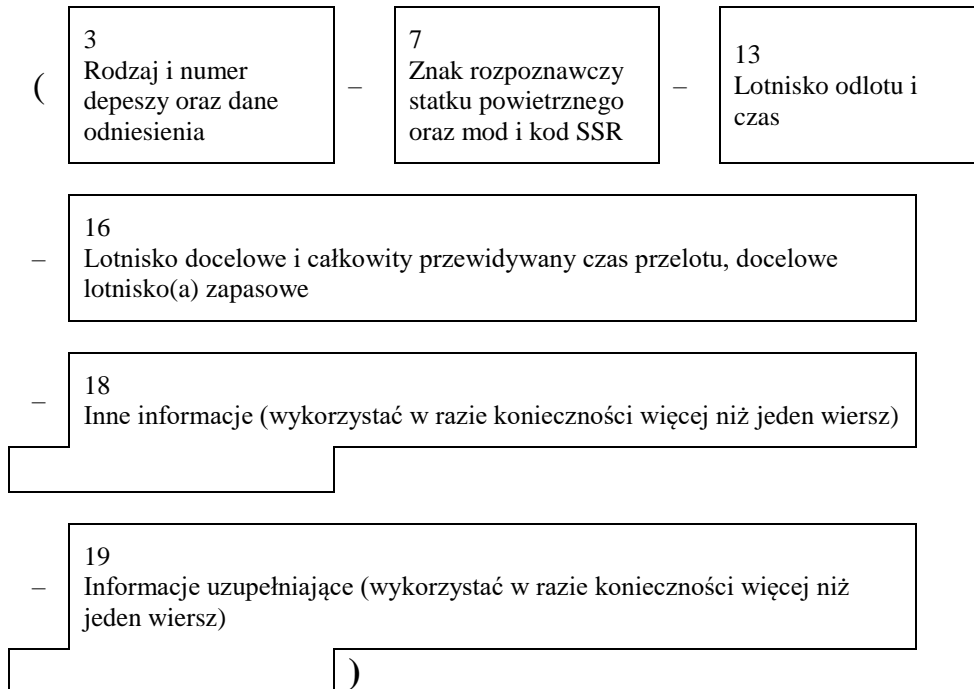 ( 3
Rodzaj i numer
depeszy oraz dane
odniesienia
– 7
Znak rozpoznawczy
statku powietrznego
oraz mod i kod SSR
– 13
Lotnisko odlotu i
czas
– 16
Lotnisko docelowe i całkowity przewidywany czas przelotu, docelowe
lotnisko(a) zapasowe
– 18
Inne informacje (wykorzystać w razie konieczności więcej niż jeden wiersz)
– 19
Informacje uzupełniające (wykorzystać w razie konieczności więcej niż
jeden wiersz)
)